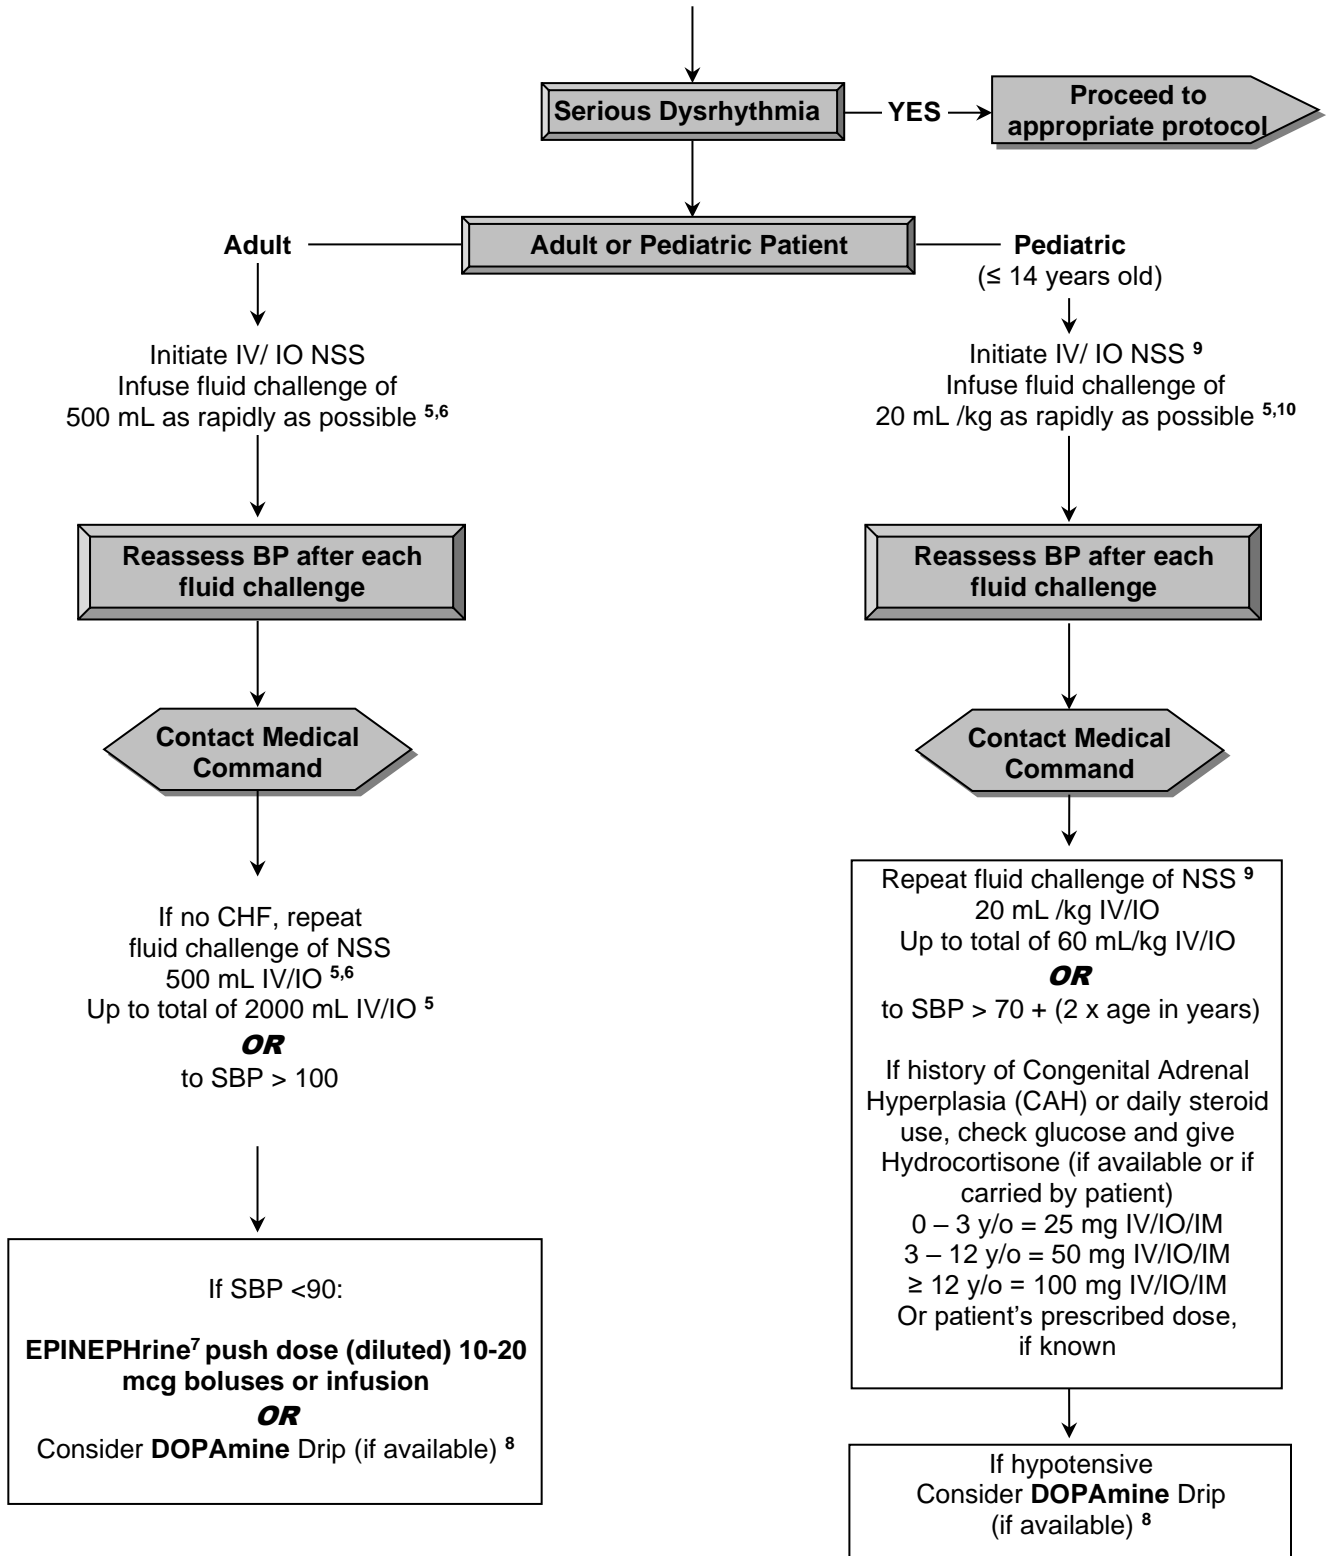 Serious Dysrhythmia
YES
Proceed to
appropriate protocol
Adult
Adult or Pediatric Patient
Pediatric
(≤ 14 years old)
Initiate IV/ IO NSS
Infuse fluid challenge of
500 mL as rapidly as possible 5,6
Reassess BP after each
fluid challenge
Contact Medical
Command
If no CHF, repeat
fluid challenge of NSS
500 mL IV/IO 5,6
Up to total of 2000 mL IV/IO 5
OR
to SBP > 100
If SBP <90:
EPINEPHrine7 push dose (diluted) 10-20
mcg boluses or infusion
OR
Consider DOPAmine Drip (if available) 8
Initiate IV/ IO NSS 9
Infuse fluid challenge of
20 mL /kg as rapidly as possible 5,10
Reassess BP after each
fluid challenge
Contact Medical
Command
Repeat fluid challenge of NSS 9
20 mL /kg IV/IO
Up to total of 60 mL/kg IV/IO
OR
to SBP > 70 + (2 x age in years)
If history of Congenital Adrenal
Hyperplasia (CAH) or daily steroid
use, check glucose and give
Hydrocortisone (if available or if
carried by patient)
0 – 3 y/o = 25 mg IV/IO/IM
3 – 12 y/o = 50 mg IV/IO/IM
≥ 12 y/o = 100 mg IV/IO/IM
Or patient's prescribed dose,
if known
If hypotensive
Consider DOPAmine Drip
(if available) 8